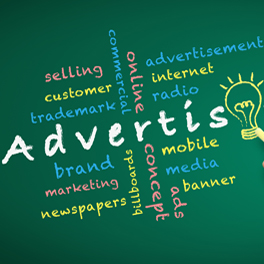 commercial
online
advertisement
selling
internet
customer
radio
trademark
Advertis
brand
mobile
media
marketing
banner
newspapers
billboards
concept
ads